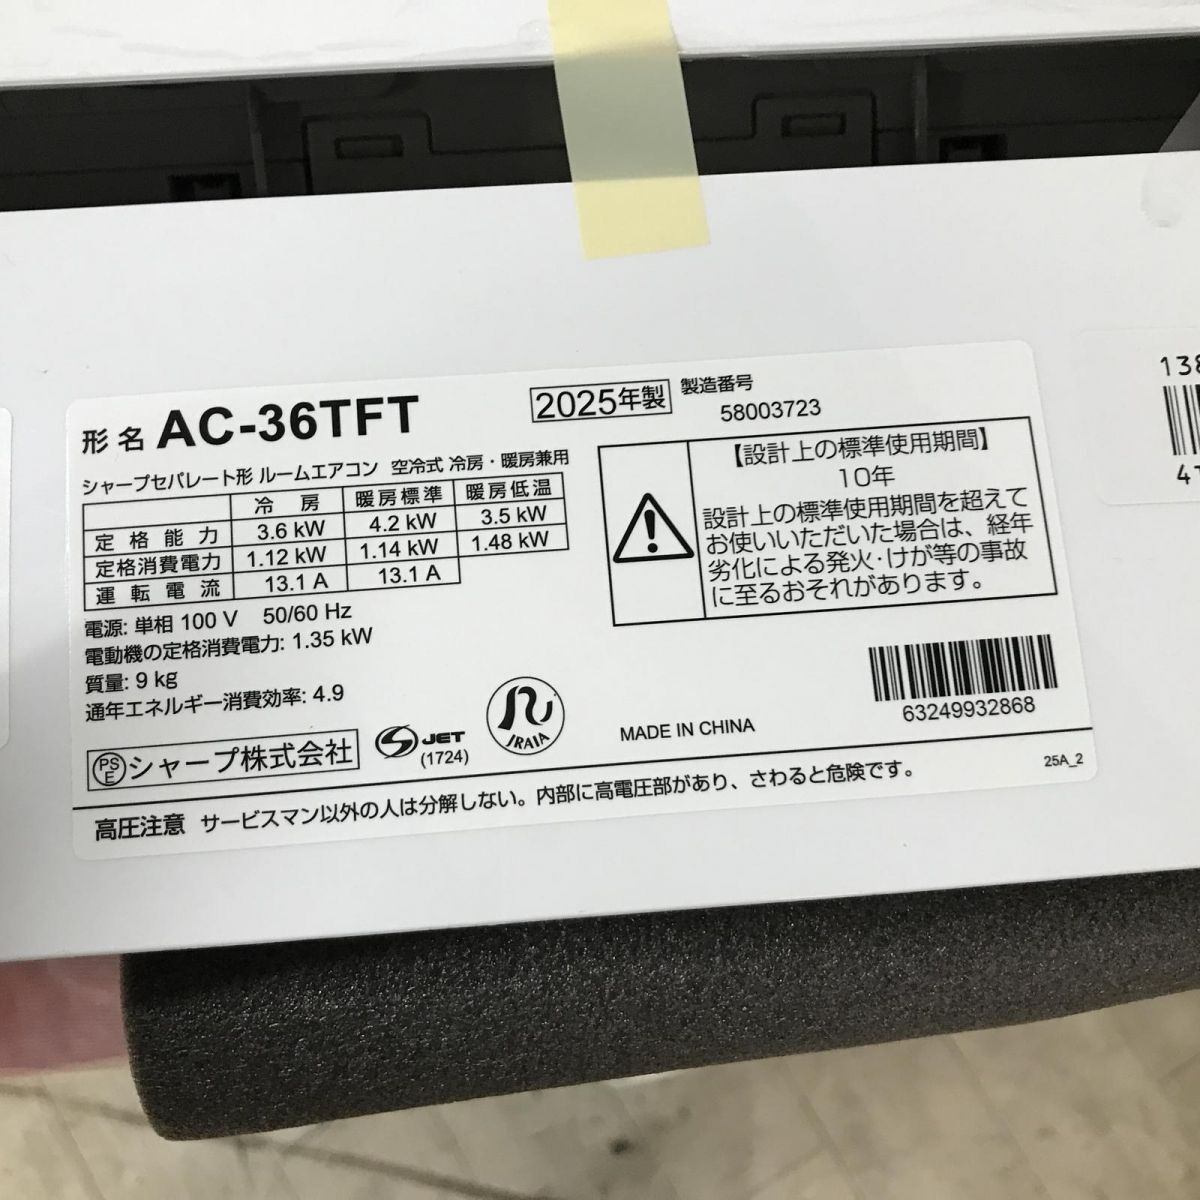 形名 AC-36TFT
2025年製 製造番号
58003723
シャープセパレート形 ルームエアコン 空冷式 冷房・暖房兼用
冷房 暖房標準 暖房低温
定格能力 3.6 kW 4.2 kW 3.5 kW
定格消費電力 1.12 kW 1.14 kW 1.48 kW
運転電流 13.1 A 13.1 A
電源: 単相 100 V 50/60 Hz
電動機の定格消費電力: 1.35 kW
質量: 9 kg
通年エネルギー消費効率: 4.9
【設計上の標準使用期間】
10年
設計上の標準使用期間を超えて
お使いいただいた場合は、経年
劣化による発火・けが等の事故
に至るおそれがあります。
PS
E シャープ株式会社
JET
(1724)
JRAIA
MADE IN CHINA
63249932868
25A_2
高圧注意 サービスマン以外の人は分解しない。内部に高電圧部があり、さわると危険です。
138
41